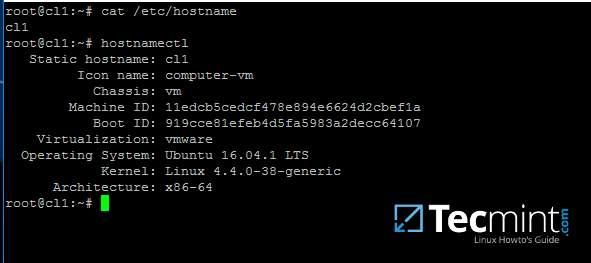 root@cl1:~# cat /etc/hostname
cl1
root@cl1:~# hostnamectl
Static hostname: cl1
Icon name: computer-vm
Chassis: vm
Machine ID: 11edcb5cedcf478e894e6624d2cbef1a
Boot ID: 919cce81efeb4d5fa5983a2decc64107
Virtualization: vmware
Operating System: Ubuntu 16.04.1 LTS
Kernel: Linux 4.4.0-38-generic
Architecture: x86-64
root@cl1:~#
Tecmint.com
Linux Howto's Guide